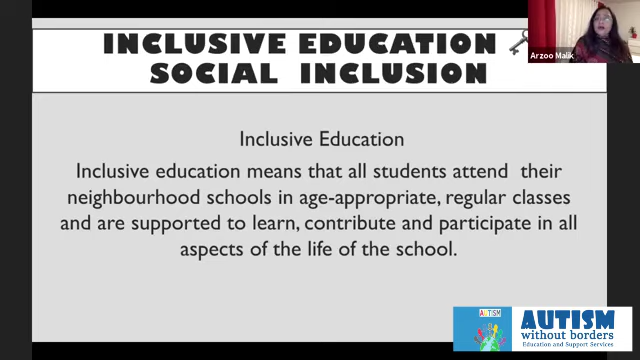 INCLUSIVE EDUCATION
SOCIAL INCLUSION
Arzoo Malik
Inclusive Education
Inclusive education means that all students attend their
neighbourhood schools in age-appropriate, regular classes
and are supported to learn, contribute and participate in all
aspects of the life of the school.
AUTISM
AUTISM
without borders
Education and Support Services